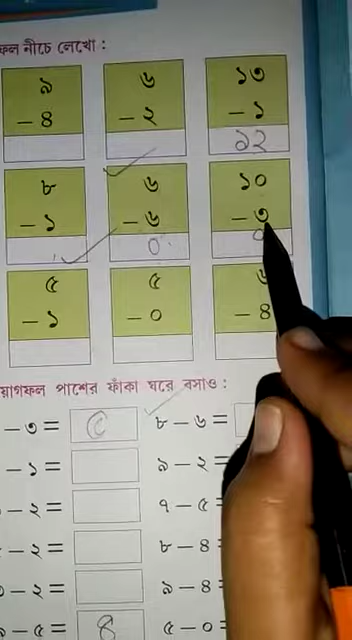 ফল নীচে লেখো :
৯ ৬ ১৩
– ৪ – ২ – ১
১২
৮ ৬ ১০
– ১ – ৬ – ৩
০
৫ ৫
– ১ – ০ – ৪
য়োগফল পাশের ফাঁকা ঘরে বসাও :
– ৩ = ৫ ৮ – ৬ =
– ১ = ৯ – ২ =
– ২ = ৭ – ৫
– ২ = ৮ – ৪
– ২ = ৯ – ৪
– ৫ = ৪ ৫ – ০